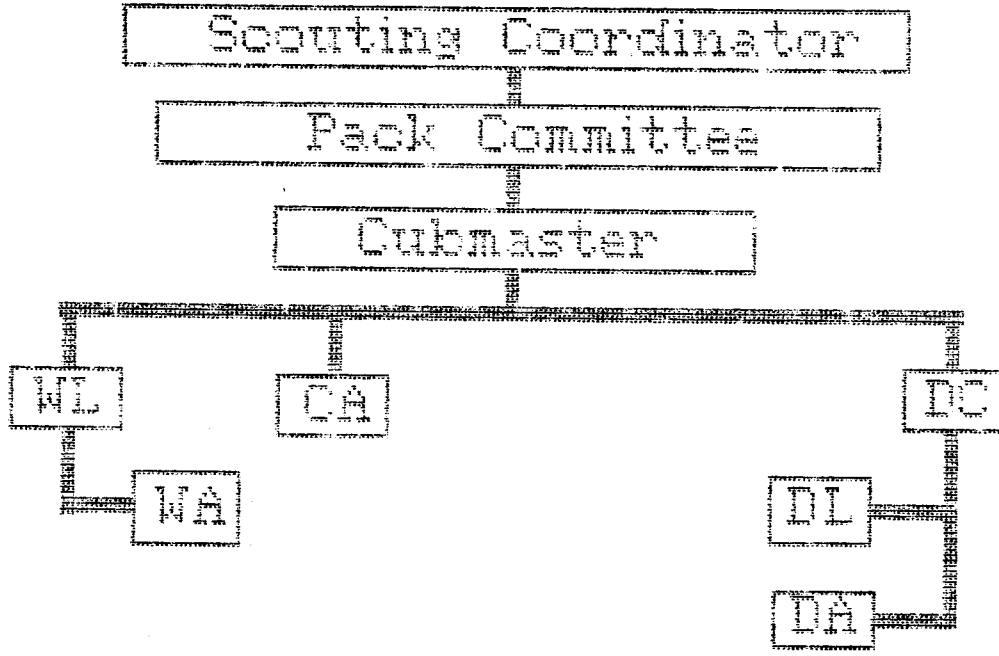 Scouting Coordinator
Pack Committee
Cubmaster
WL
CA
DC
WA
DL
DA